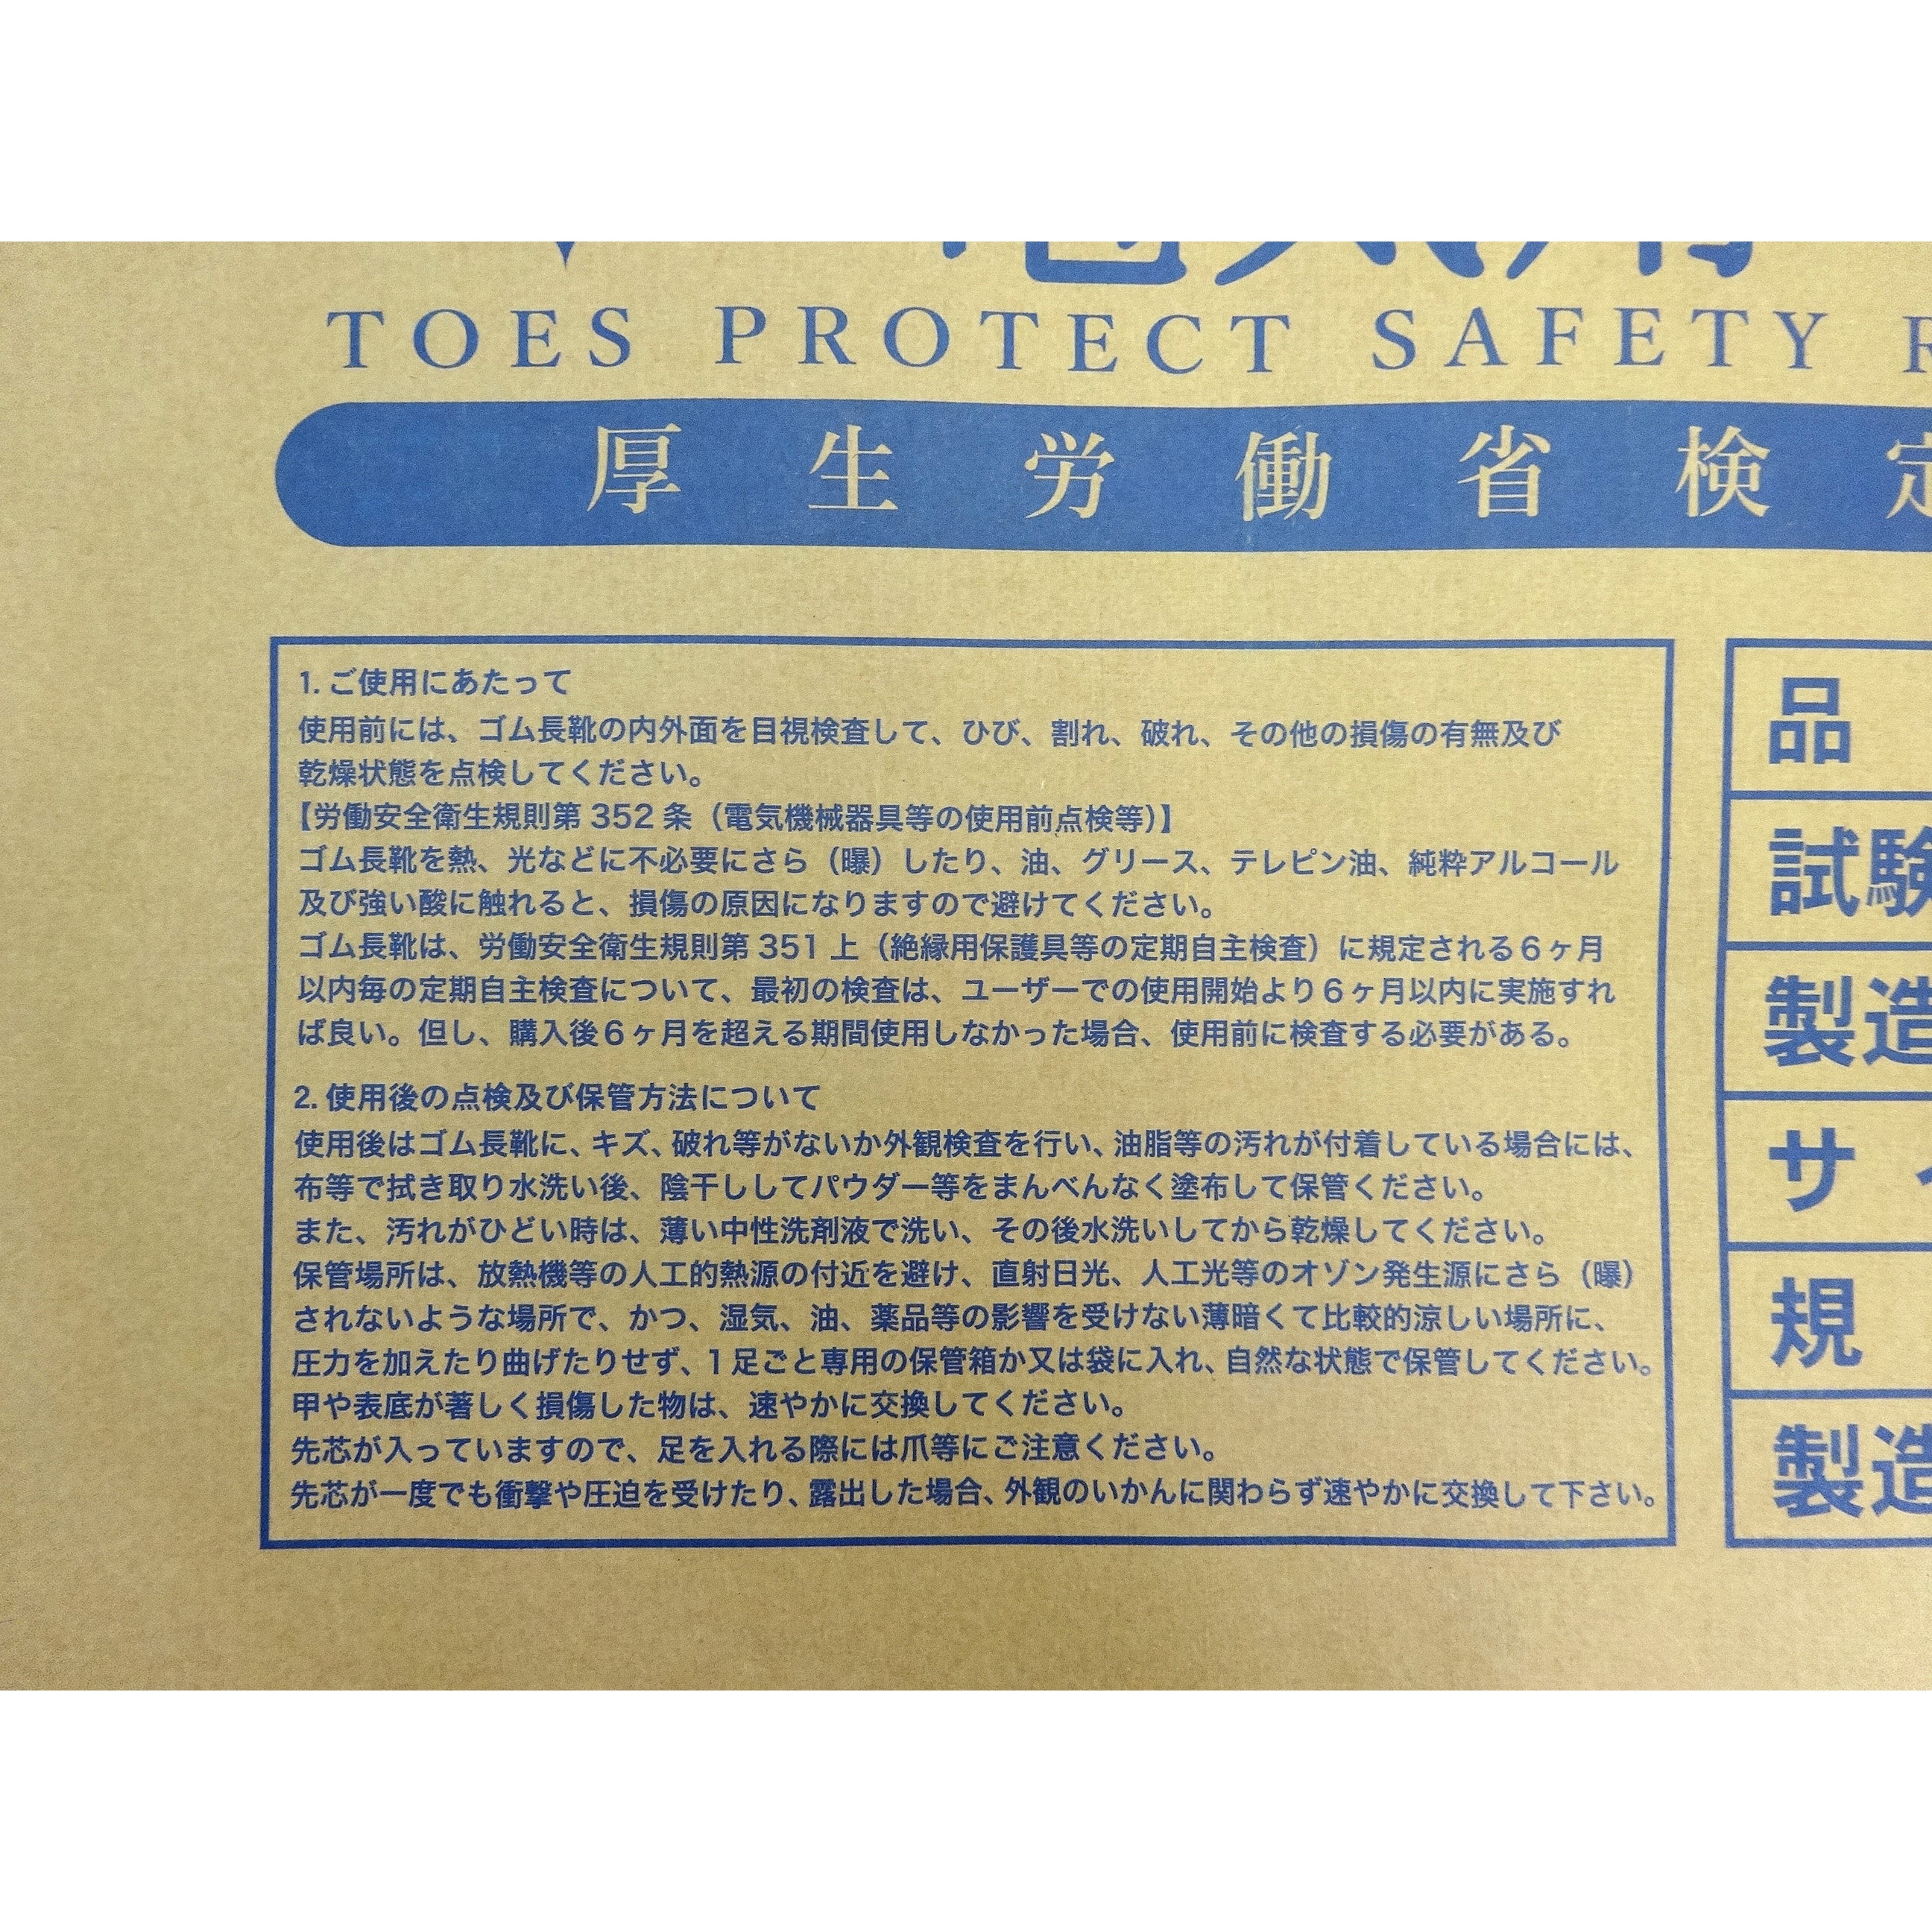 TOES PROTECT SAFETY
厚生労働省検定
1. ご使用にあたって
使用前には、ゴム長靴の内外面を目視検査して、ひび、割れ、破れ、その他の損傷の有無及び
乾燥状態を点検してください。
【労働安全衛生規則第 352 条（電気機械器具等の使用前点検等）】
ゴム長靴を熱、光などに不必要にさら（曝）したり、油、グリース、テレピン油、純粋アルコール
及び強い酸に触れると、損傷の原因になりますので避けてください。
ゴム長靴は、労働安全衛生規則第 351 上（絶縁用保護具等の定期自主検査）に規定される６ヶ月
以内毎の定期自主検査について、最初の検査は、ユーザーでの使用開始より６ヶ月以内に実施すれ
ば良い。但し、購入後６ヶ月を超える期間使用しなかった場合、使用前に検査する必要がある。
2. 使用後の点検及び保管方法について
使用後はゴム長靴に、キズ、破れ等がないか外観検査を行い、油脂等の汚れが付着している場合には、
布等で拭き取り水洗い後、陰干ししてパウダー等をまんべんなく塗布して保管ください。
また、汚れがひどい時は、薄い中性洗剤液で洗い、その後水洗いしてから乾燥してください。
保管場所は、放熱機等の人工的熱源の付近を避け、直射日光、人工光等のオゾン発生源にさら（曝）
されないような場所で、かつ、湿気、油、薬品等の影響を受けない薄暗くて比較的涼しい場所に、
圧力を加えたり曲げたりせず、1 足ごと専用の保管箱か又は袋に入れ、自然な状態で保管してください。
甲や表底が著しく損傷した物は、速やかに交換してください。
先芯が入っていますので、足を入れる際には爪等にご注意ください。
先芯が一度でも衝撃や圧迫を受けたり、露出した場合、外観のいかんに関わらず速やかに交換して下さい。
品
試験
製造
サ
規
製造